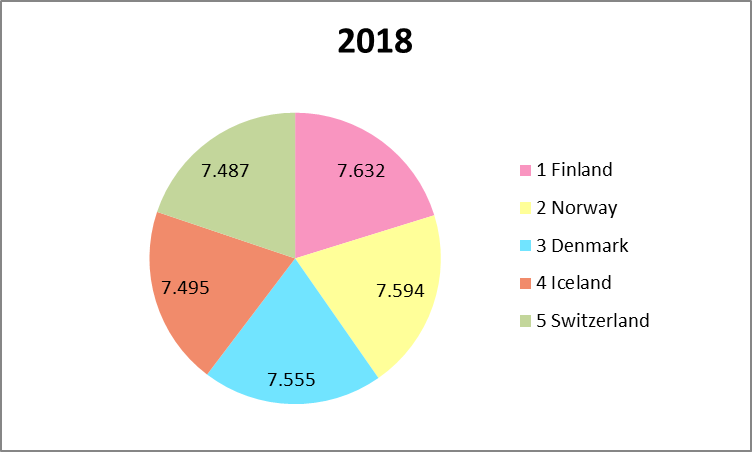 2018
7.487
7.632
7.495
7.594
7.555
1 Finland
2 Norway
3 Denmark
4 Iceland
5 Switzerland